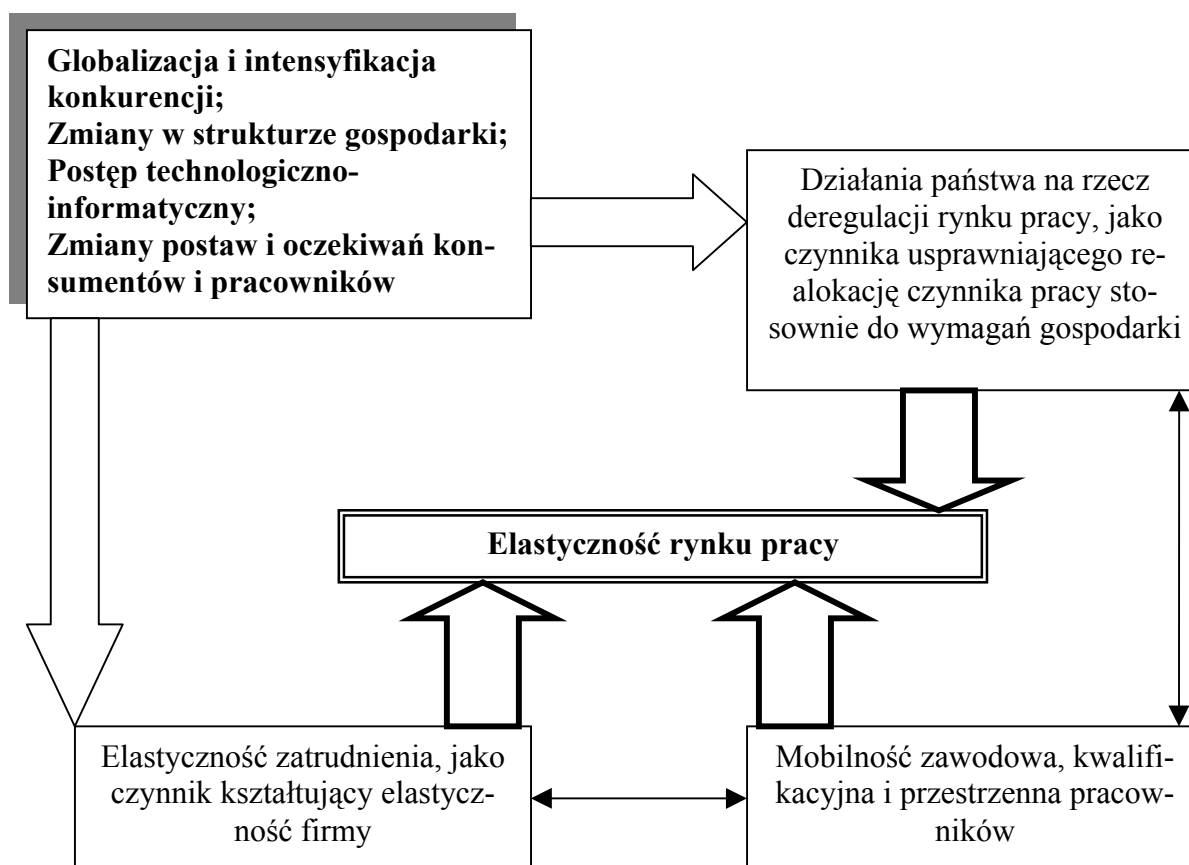 Globalizacja i intensyfikacja
konkurencji;
Zmiany w strukturze gospodarki;
Postęp technologiczno-
informatyczny;
Zmiany postaw i oczekiwań kon-
sumentów i pracowników
Działania państwa na rzecz
deregulacji rynku pracy, jako
czynnika usprawniającego re-
alokację czynnika pracy sto-
sownie do wymagań gospodarki
Elastyczność rynku pracy
Elastyczność zatrudnienia, jako
czynnik kształtujący elastycz-
ność firmy
Mobilność zawodowa, kwalifi-
kacyjna i przestrzenna pracow-
ników